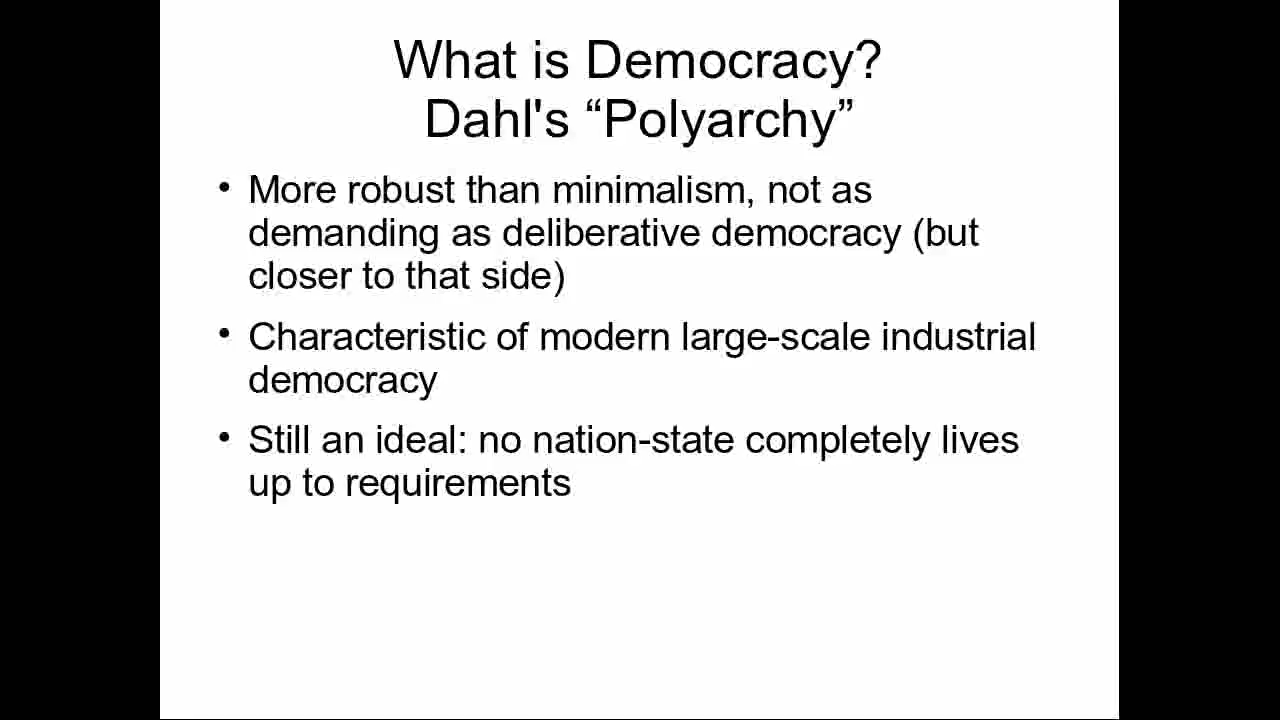 What is Democracy?
Dahl's “Polyarchy”
• More robust than minimalism, not as
demanding as deliberative democracy (but
closer to that side)
• Characteristic of modern large-scale industrial
democracy
• Still an ideal: no nation-state completely lives
up to requirements